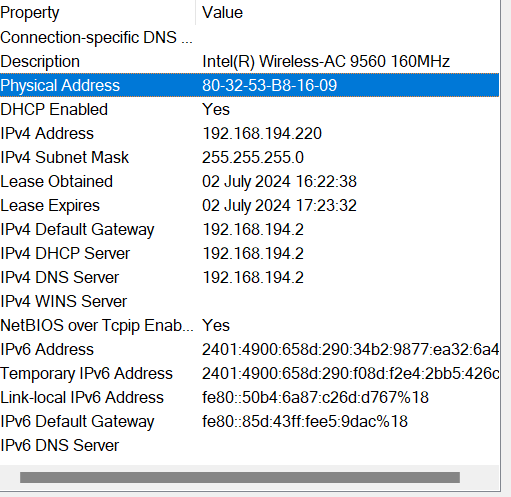 Property Value
Connection-specific DNS ...
Description Intel(R) Wireless-AC 9560 160MHz
Physical Address 80-32-53-B8-16-09
DHCP Enabled Yes
IPv4 Address 192.168.194.220
IPv4 Subnet Mask 255.255.255.0
Lease Obtained 02 July 2024 16:22:38
Lease Expires 02 July 2024 17:23:32
IPv4 Default Gateway 192.168.194.2
IPv4 DHCP Server 192.168.194.2
IPv4 DNS Server 192.168.194.2
IPv4 WINS Server
NetBIOS over Tcpip Enab... Yes
IPv6 Address 2401:4900:658d:290:34b2:9877:ea32:6a4
Temporary IPv6 Address 2401:4900:658d:290:f08d:f2e4:2bb5:426c
Link-local IPv6 Address fe80::50b4:6a87:c26d:d767%18
IPv6 Default Gateway fe80::85d:43ff:fee5:9dac%18
IPv6 DNS Server